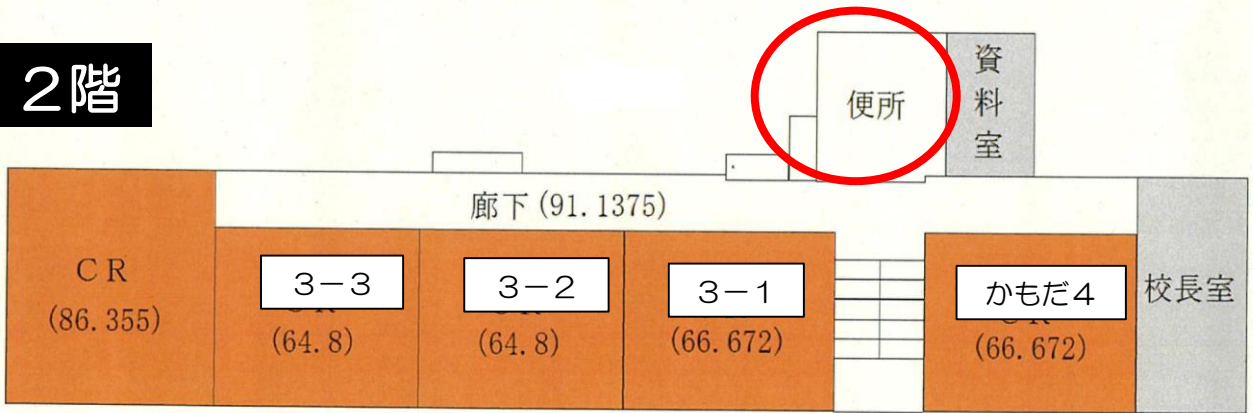 2階
便所
資料室
廊下(91.1375)
CR
(86.355)
3-3
(64.8)
3-2
(64.8)
3-1
(66.672)
かもだ4
(66.672)
校長室